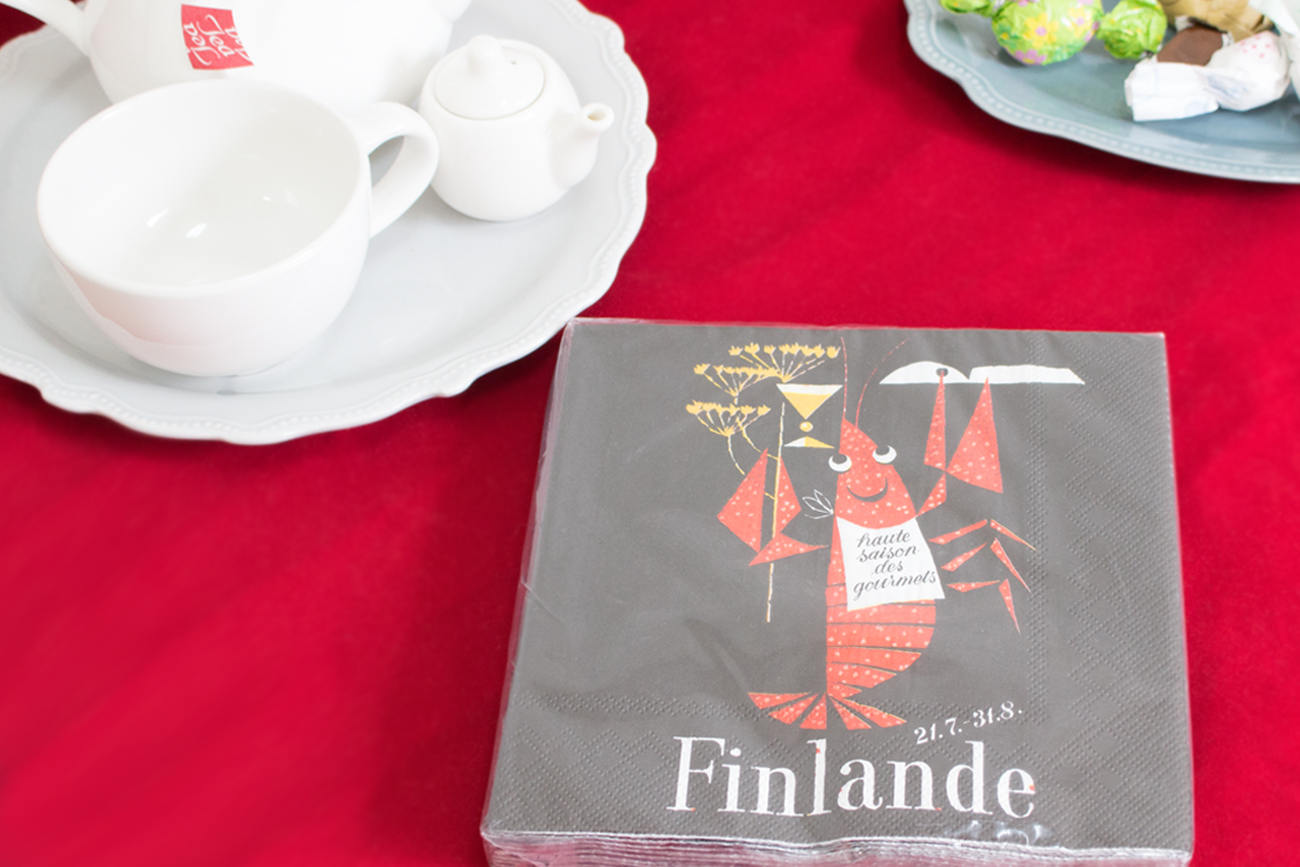 haute
saison
des
gourmets
21.7.-31.8.
Finlande